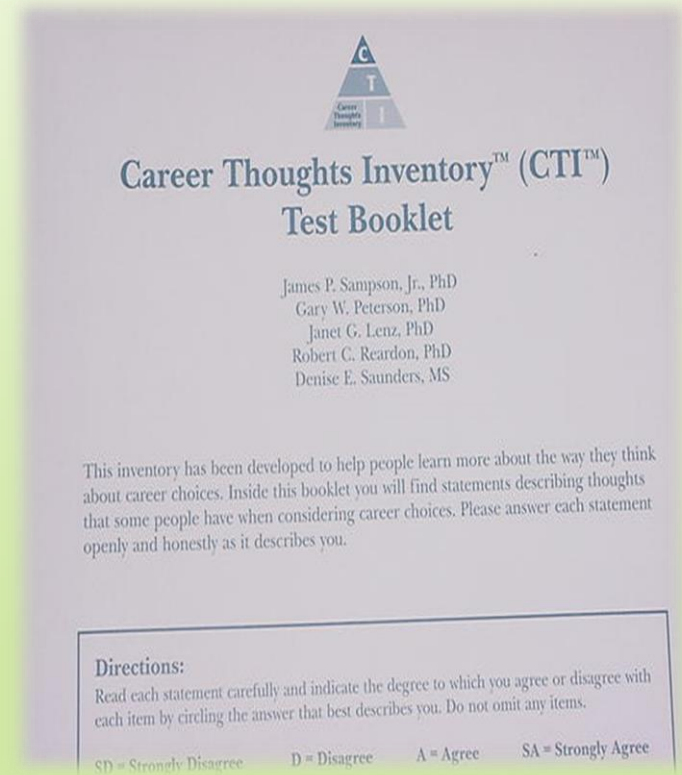 C
T
Career
Thoughts
Inventory
I
Career Thoughts Inventory™ (CTI™)
Test Booklet
James P. Sampson, Jr., PhD
Gary W. Peterson, PhD
Janet G. Lenz, PhD
Robert C. Reardon, PhD
Denise E. Saunders, MS
This inventory has been developed to help people learn more about the way they think
about career choices. Inside this booklet you will find statements describing thoughts
that some people have when considering career choices. Please answer each statement
openly and honestly as it describes you.
Directions:
Read each statement carefully and indicate the degree to which you agree or disagree with
each item by circling the answer that best describes you. Do not omit any items.
SD = Strongly Disagree D = Disagree A = Agree SA = Strongly Agree